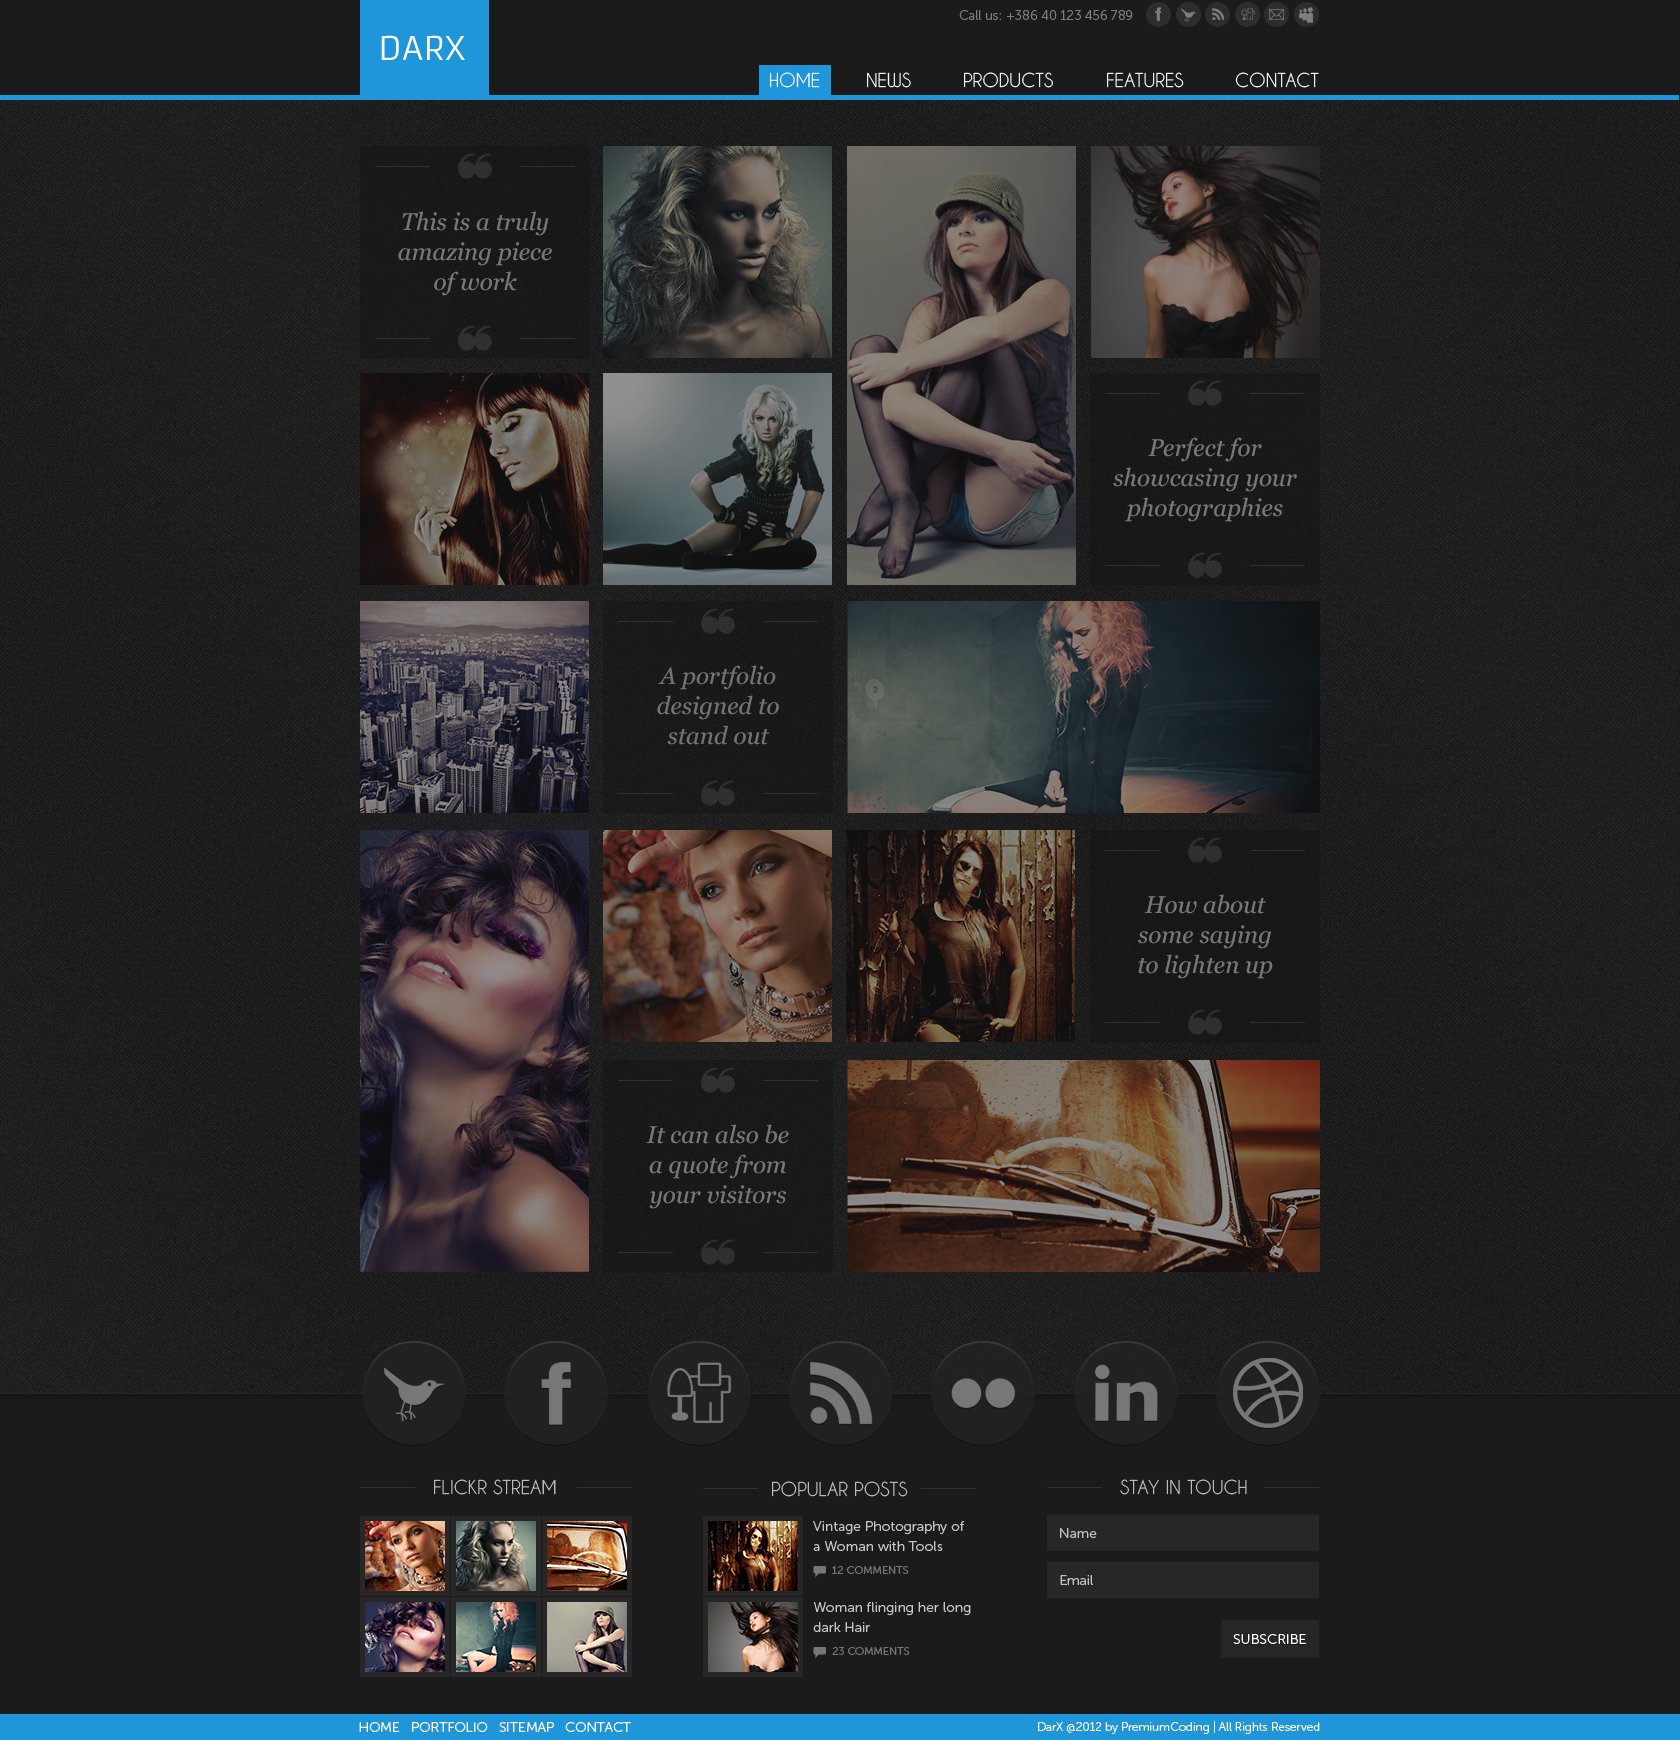 Call us: +386 40 123 456 789
DARX
HOME NEWS PRODUCTS FEATURES CONTACT
This is a truly
amazing piece
of work
Perfect for
showcasing your
photographies
A portfolio
designed to
stand out
How about
some saying
to lighten up
It can also be
a quote from
your visitors
FLICKR STREAM
POPULAR POSTS
Vintage Photography of
a Woman with Tools
12 COMMENTS
Woman flinging her long
dark Hair
23 COMMENTS
STAY IN TOUCH
Name
Email
SUBSCRIBE
HOME PORTFOLIO SITEMAP CONTACT
DarX @2012 by PremiumCoding | All Rights Reserved